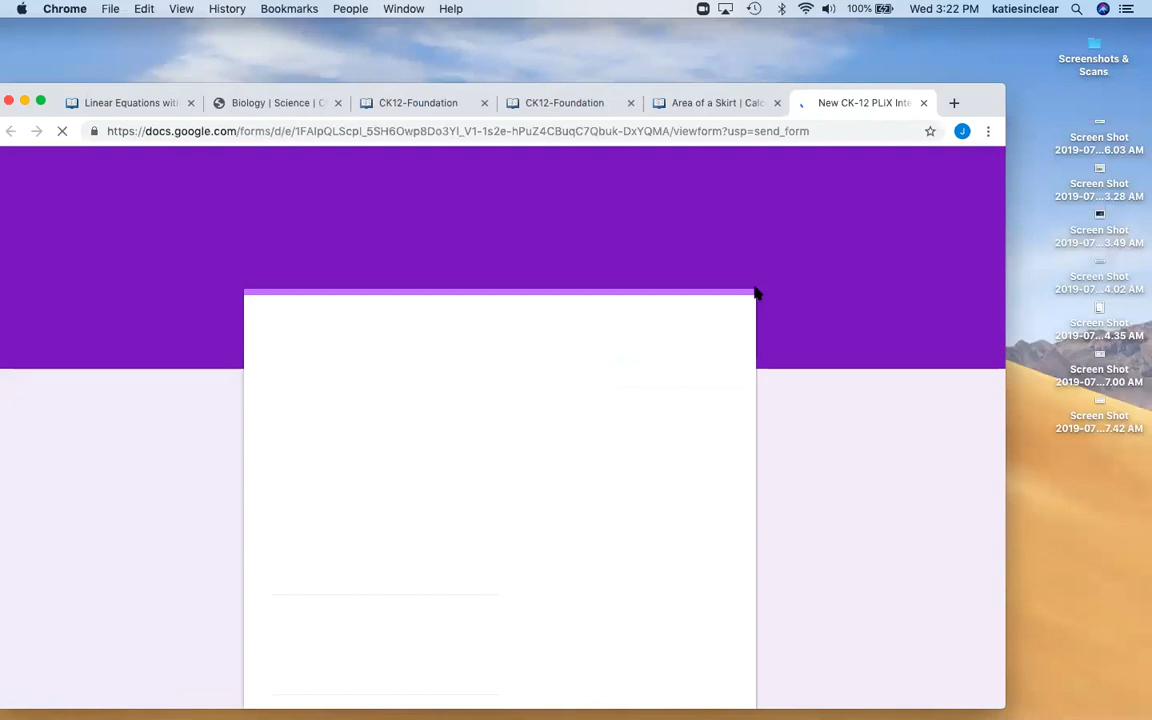 Chrome File Edit View History Bookmarks People Window Help 100% Wed 3:22 PM katiesinclear
Screenshots & Scans
Linear Equations wit Biology | Science | C CK12-Foundation CK12-Foundation Area of a Skirt | Calc New CK-12 PLiX Inte
https://docs.google.com/forms/d/e/1FAIpQLScpl_5SH6Owp8Do3Yl_V1-1s2e-hPuZ4CBuqC7Qbuk-DxYQMA/viewform?usp=send_form J
Screen Shot
2019-07...6.03 AM
Screen Shot
2019-07...3.28 AM
Screen Shot
2019-07...3.49 AM
Screen Shot
2019-07...4.02 AM
Screen Shot
2019-07...4.35 AM
Screen Shot
2019-07...7.00 AM
Screen Shot
2019-07...7.42 AM